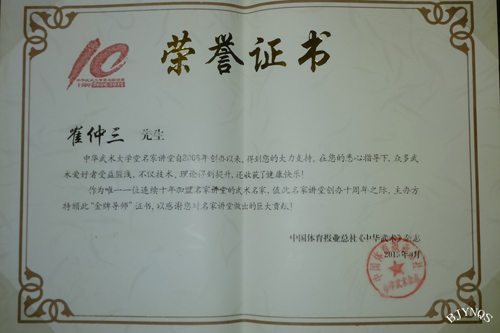 荣誉证书
10
崔仲三 先生
中华武术大学堂名家讲堂自2005年创办以来，得到您的大力支持。在您的悉心指导下，众多武
术爱好者受益匪浅，不仅技术、理论得到提升，还收获了健康快乐！
作为唯一一位连续十年加盟名家讲堂的武术名家，值此名家讲堂创办十周年之际，主办方
特颁此“金牌导师”证书，以感谢您对名家讲堂做出的巨大贡献！
中国体育报业总社《中华武术》杂志
2015年8月
BJYNQS